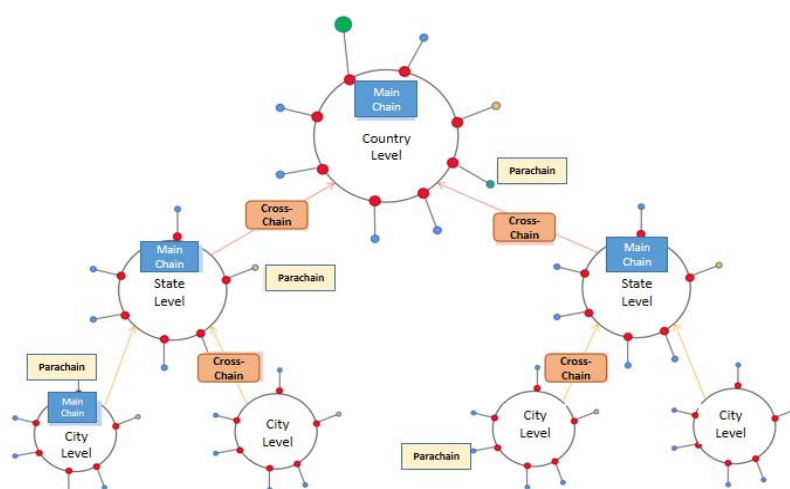 Main
Chain
Country
Level
Parachain
Cross-
Chain
Cross-
Chain
Main
Chain
State
Level
Parachain
Main
Chain
State
Level
Parachain
Cross-
Chain
Cross-
Chain
Main
Chain
City
Level
City
Level
City
Level
City
Level
Parachain